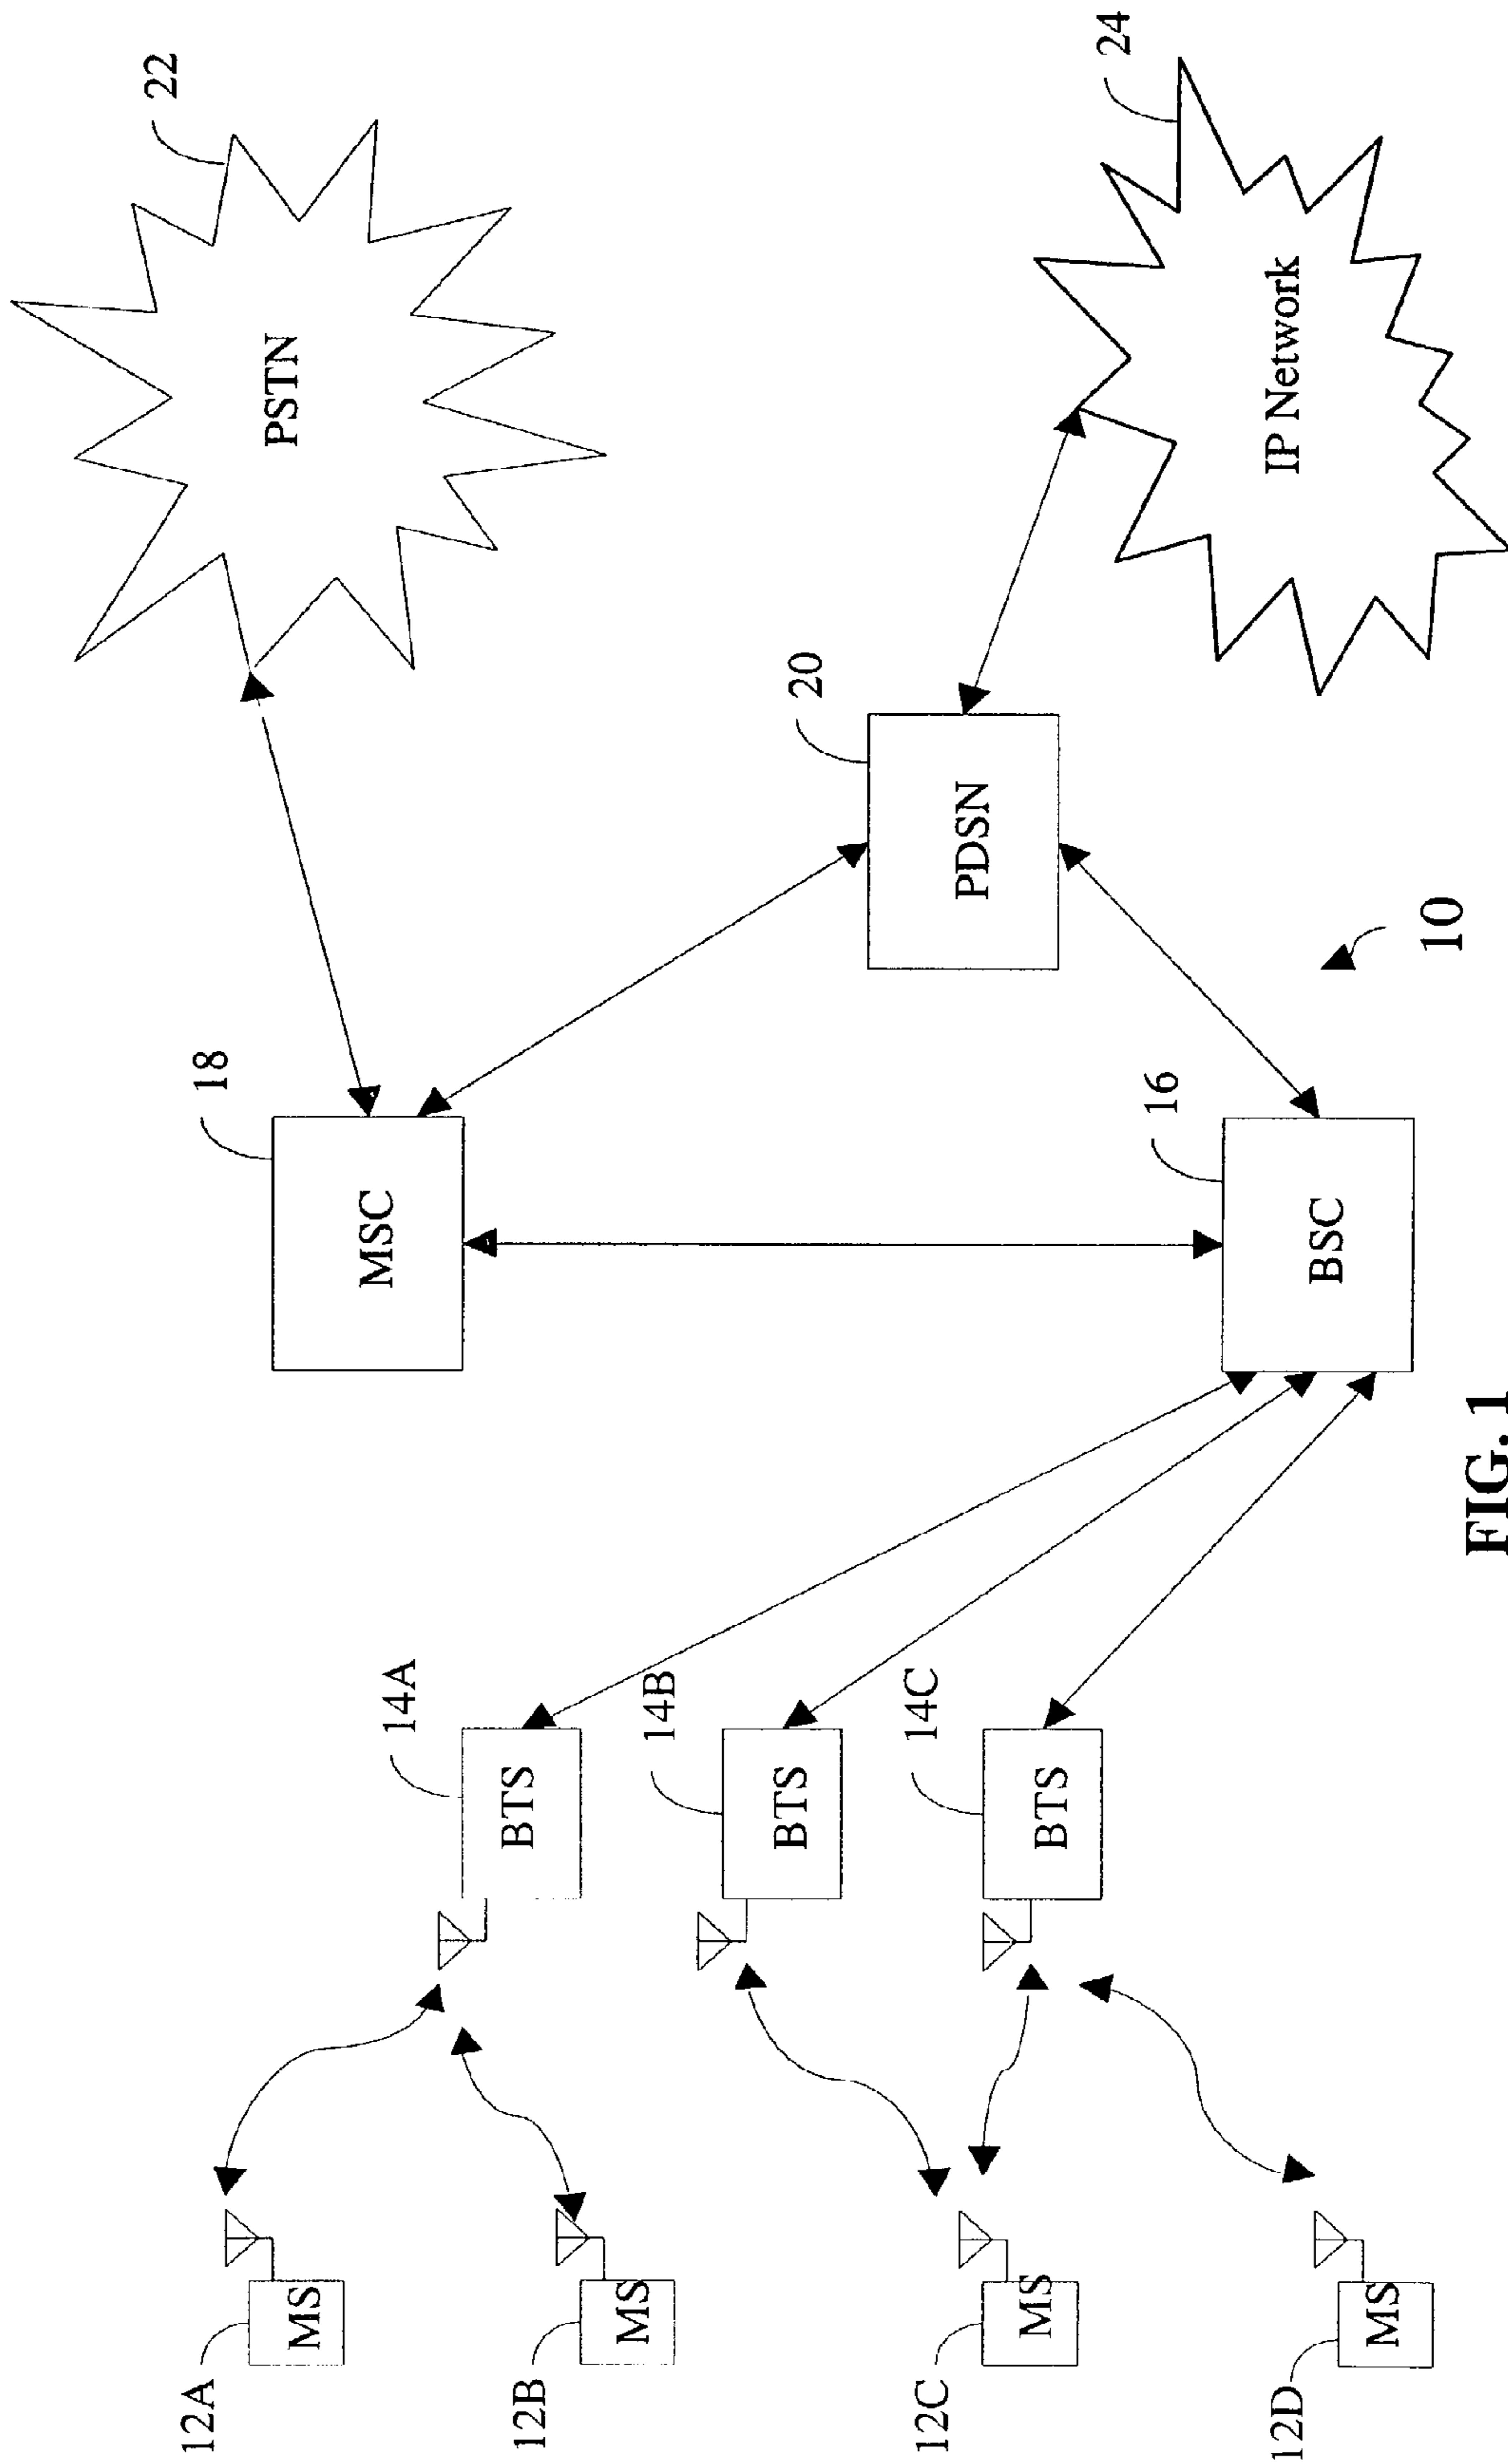 12A
MS
12B
MS
12C
MS
12D
MS
14A
BTS
14B
BTS
14C
BTS
18
MSC
16
BSC
20
PDSN
22
PSTN
24
IP Network
10
FIG. 1